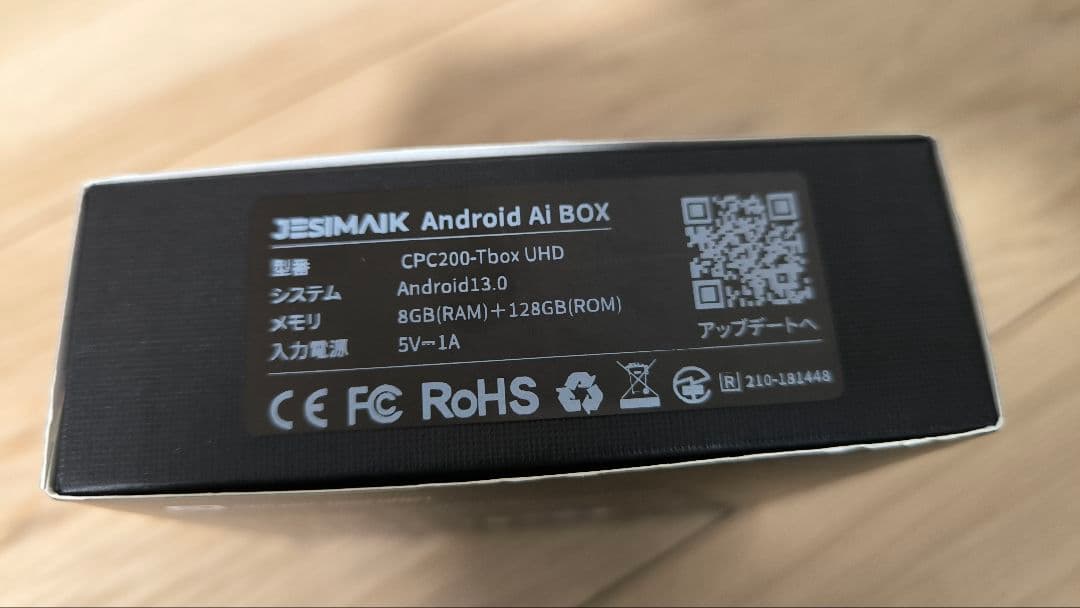 JESIMAIK Android Ai BOX
型番 CPC200-Tbox UHD
システム Android13.0
メモリ 8GB(RAM)+128GB(ROM)
入力電源 5V⎓1A
アップデートへ
CE FC RoHS R 210-181448